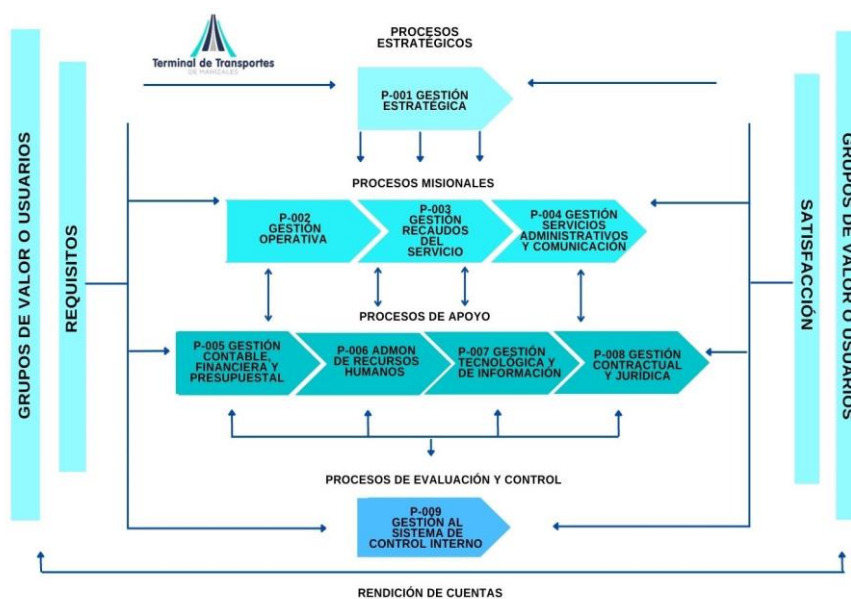 PROCESOS
ESTRATÉGICOS
Terminal de Transportes
DE MANIZALES
P-001 GESTIÓN
ESTRATÉGICA
GRUPOS DE VALOR O USUARIOS
REQUISITOS
PROCESOS MISIONALES
P-002
GESTIÓN
OPERATIVA
P-003
GESTIÓN
RECAUDOS
DEL
SERVICIO
P-004 GESTIÓN
SERVICIOS
ADMINISTRATIVOS
Y COMUNICACIÓN
SATISFACCIÓN
GRUPOS DE VALOR O USUARIOS
PROCESOS DE APOYO
P-005 GESTIÓN
CONTABLE,
FINANCIERA Y
PRESUPUESTAL
P-006 ADMON
DE RECURSOS
HUMANOS
P-007 GESTIÓN
TECNOLÓGICA Y
DE INFORMACIÓN
P-008 GESTIÓN
CONTRACTUAL
Y JURÍDICA
PROCESOS DE EVALUACIÓN Y CONTROL
P-009
GESTIÓN AL
SISTEMA DE
CONTROL INTERNO
RENDICIÓN DE CUENTAS